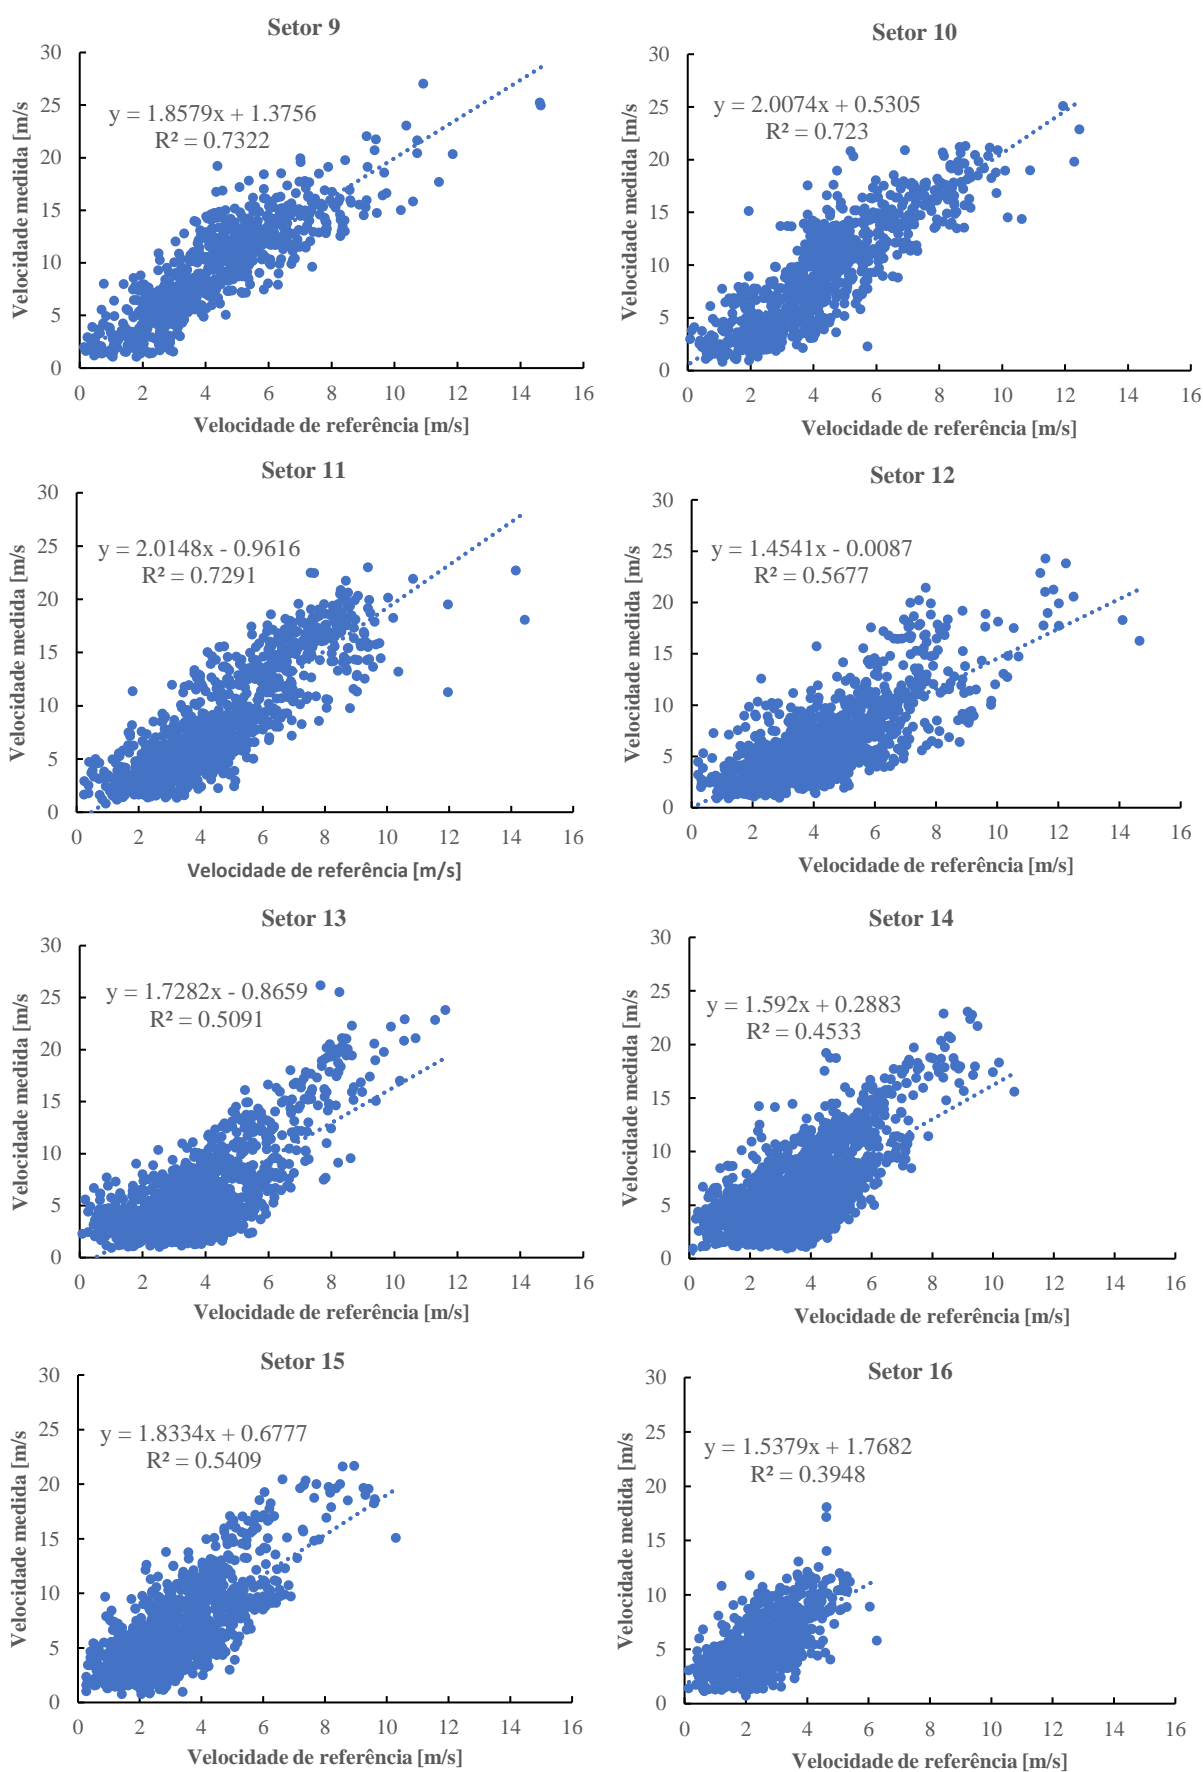 Setor 9
Velocidade medida [m/s
30
25
20
15
10
5
0
y = 1.8579x + 1.3756
R² = 0.7322
0 2 4 6 8 10 12 14 16
Velocidade de referência [m/s]
Setor 10
Velocidade medida [m/s
30
25
20
15
10
5
0
y = 2.0074x + 0.5305
R² = 0.723
0 2 4 6 8 10 12 14 16
Velocidade de referência [m/s]
Setor 11
Velocidade medida [m/s
30
25
20
15
10
5
0
y = 2.0148x - 0.9616
R² = 0.7291
0 2 4 6 8 10 12 14 16
Velocidade de referência [m/s]
Setor 12
Velocidade medida [m/s
30
25
20
15
10
5
0
y = 1.4541x - 0.0087
R² = 0.5677
0 2 4 6 8 10 12 14 16
Velocidade de referência [m/s]
Setor 13
Velocidade medida [m/s
30
25
20
15
10
5
0
y = 1.7282x - 0.8659
R² = 0.5091
0 2 4 6 8 10 12 14 16
Velocidade de referência [m/s]
Setor 14
Velocidade medida [m/s
30
25
20
15
10
5
0
y = 1.592x + 0.2883
R² = 0.4533
0 2 4 6 8 10 12 14 16
Velocidade de referência [m/s]
Setor 15
Velocidade medida [m/s
30
25
20
15
10
5
0
y = 1.8334x + 0.6777
R² = 0.5409
0 2 4 6 8 10 12 14 16
Velocidade de referência [m/s]
Setor 16
Velocidade medida [m/s
30
25
20
15
10
5
0
y = 1.5379x + 1.7682
R² = 0.3948
0 2 4 6 8 10 12 14 16
Velocidade de referência [m/s]